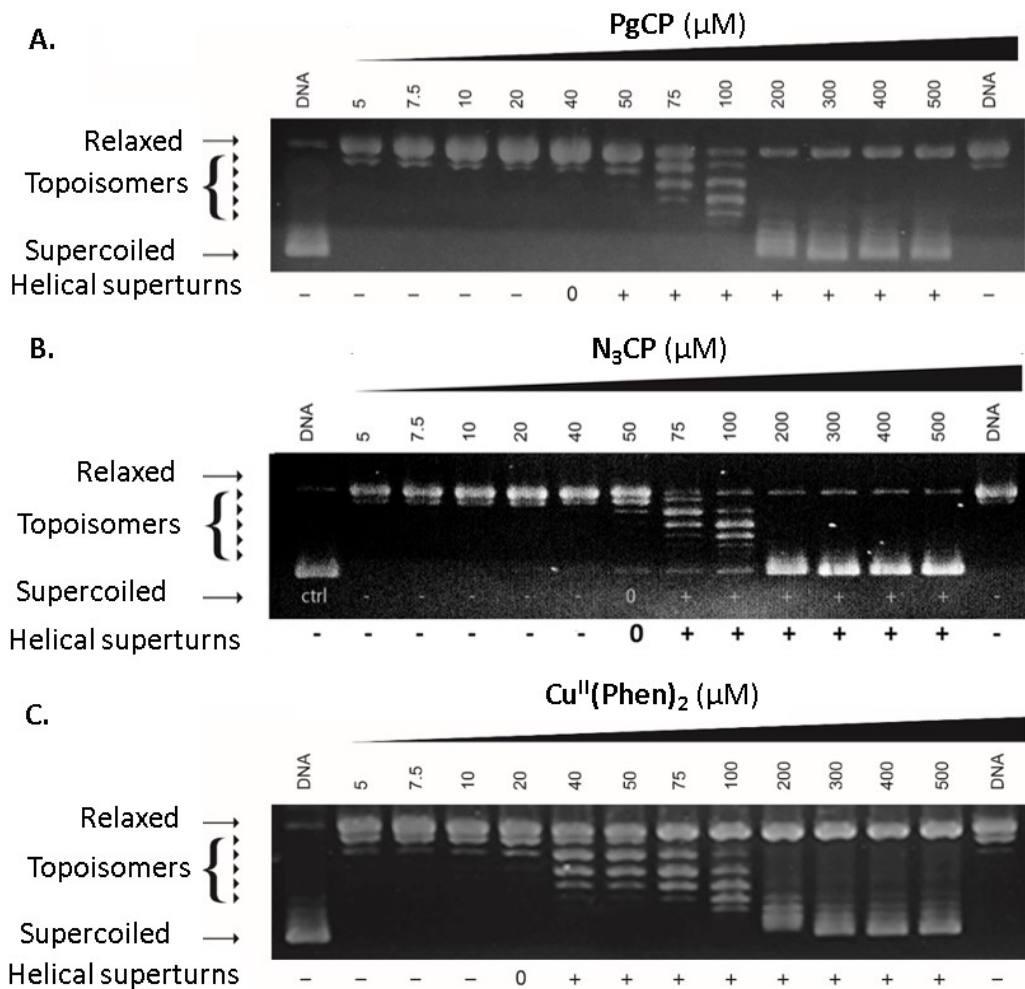 A.
PgCP (µM)
DNA 5 7.5 10 20 40 50 75 100 200 300 400 500 DNA
Relaxed
Topoisomers {
Supercoiled
Helical superturns
– – – – – 0 + + + + + + + –
B.
N₃CP (µM)
DNA 5 7.5 10 20 40 50 75 100 200 300 400 500 DNA
Relaxed
Topoisomers {
Supercoiled
ctrl - - - - - 0 + + + + + + -
Helical superturns
- - - - - - 0 + + + + + + -
C.
Cuᴵᴵ(Phen)₂ (µM)
DNA 5 7.5 10 20 40 50 75 100 200 300 400 500 DNA
Relaxed
Topoisomers {
Supercoiled
Helical superturns
– – – – 0 + + + + + + + + –